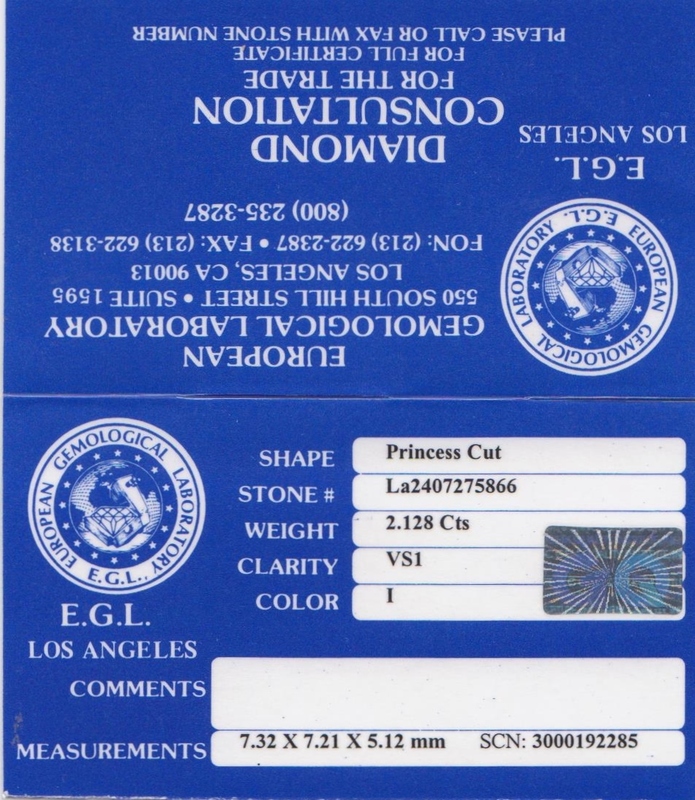 PLEASE CALL OR FAX WITH STONE NUMBER
FOR FULL CERTIFICATE
FOR THE TRADE
DIAMOND
CONSULTATION
E.G.L.
LOS ANGELES
EUROPEAN GEMOLOGICAL LABORATORY E.G.L.
EUROPEAN
GEMOLOGICAL LABORATORY
550 SOUTH HILL STREET • SUITE 1595
LOS ANGELES, CA 90013
FON: (213) 622-2387 • FAX: (213) 622-3138
(800) 235-3287
EUROPEAN GEMOLOGICAL LABORATORY
E.G.L.
E.G.L.
LOS ANGELES
SHAPE Princess Cut
STONE # La2407275866
WEIGHT 2.128 Cts
CLARITY VS1
COLOR I
COMMENTS
MEASUREMENTS 7.32 X 7.21 X 5.12 mm SCN: 3000192285